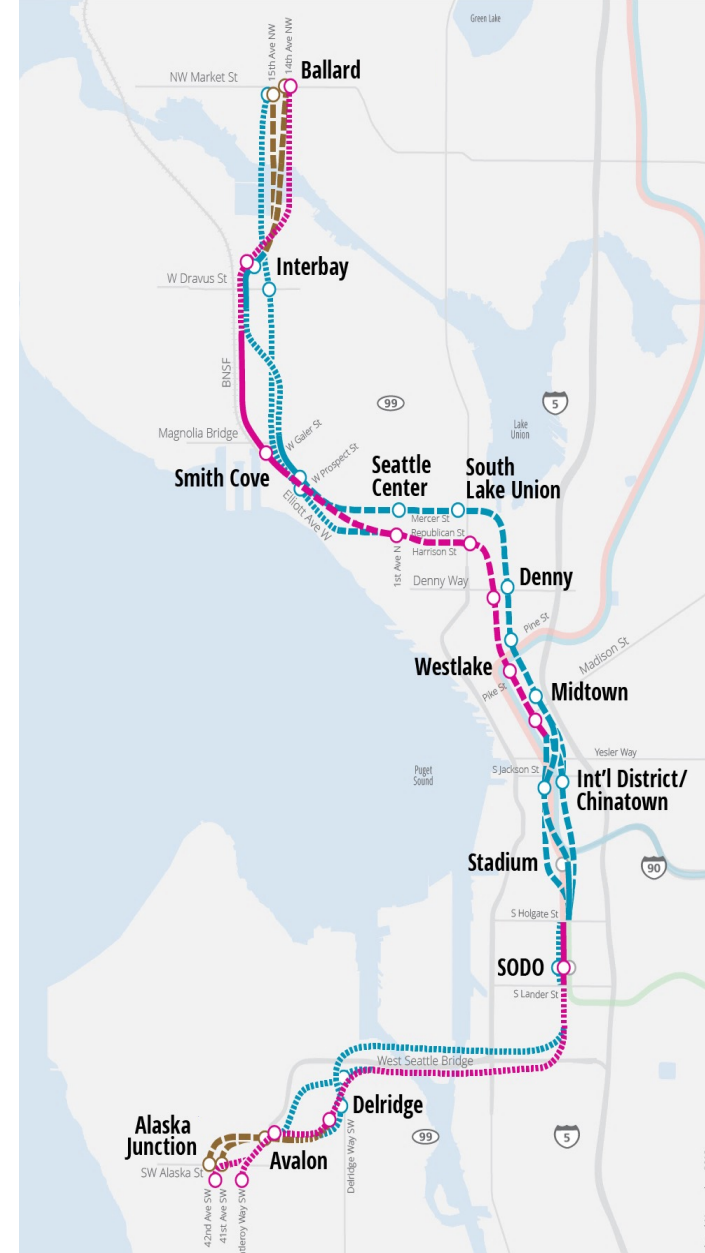 Green Lake
15th Ave NW
14th Ave NW
NW Market St
Ballard
Interbay
W Dravus St
BNSF
99
5
Lake
Union
Magnolia Bridge
W Galer St
W Prospect St
Smith Cove
Elliott Ave W
Seattle
Center
South
Lake Union
Mercer St
Republican St
Harrison St
1st Ave N
Denny Way
Denny
Pine St
Madison St
Westlake
Pike St
Midtown
Yesler Way
Puget
Sound
S Jackson St
Int'l District/
Chinatown
Stadium
90
S Holgate St
SODO
S Lander St
West Seattle Bridge
Delridge
Alaska
Junction
Avalon
99
5
SW Alaska St
Delridge Way SW
42nd Ave SW
41st Ave SW
Way SW